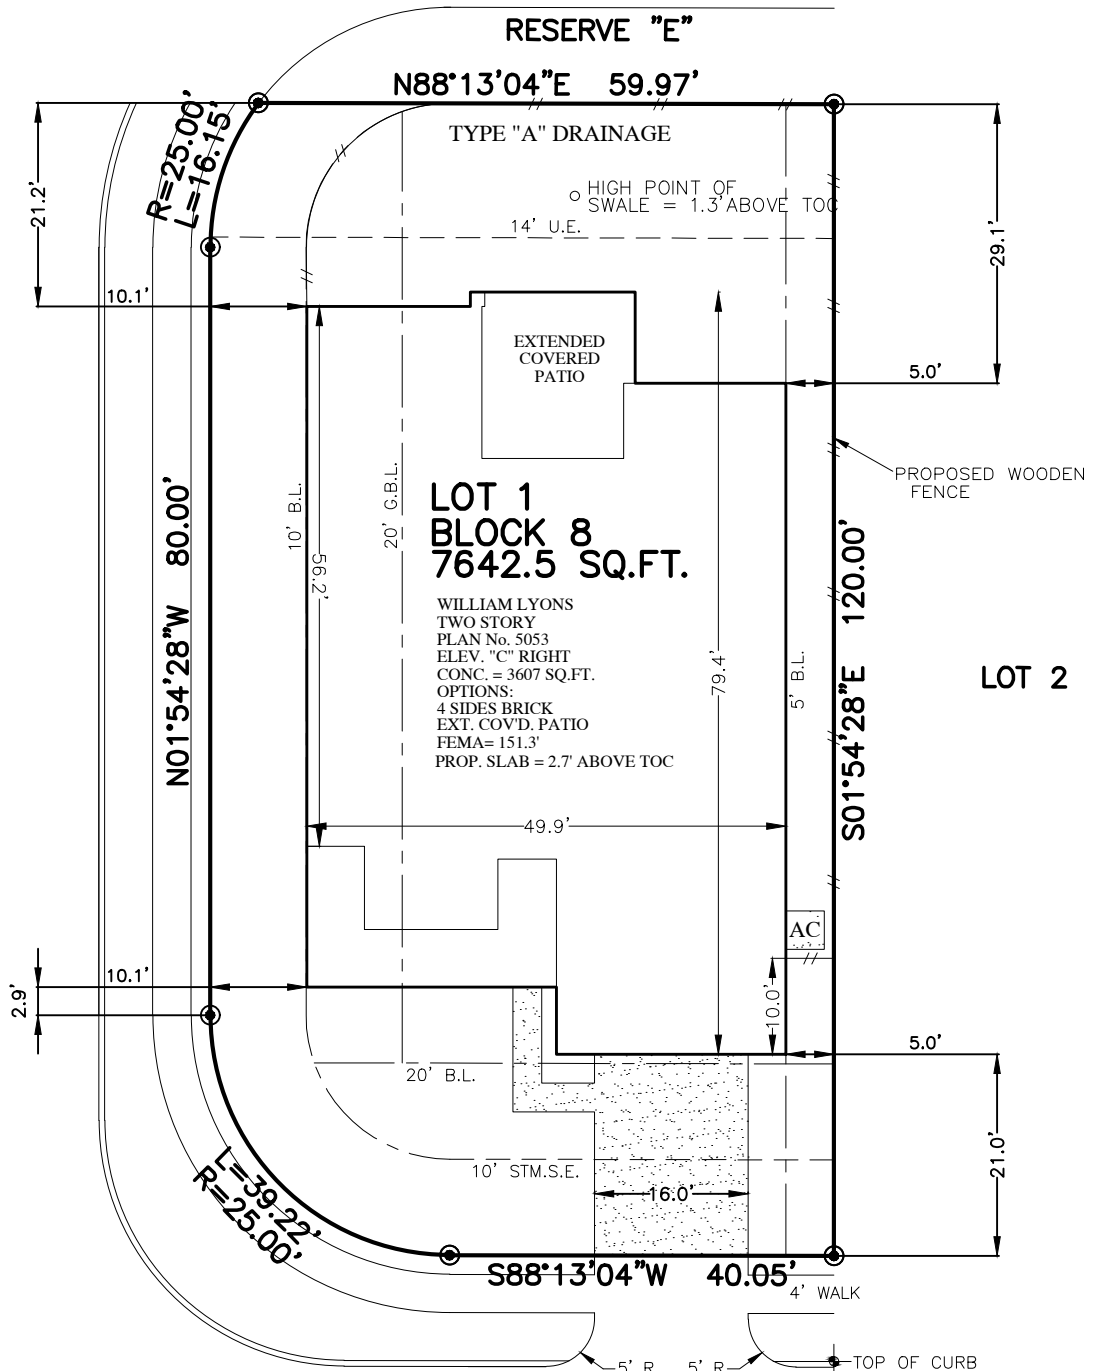 RESERVE "E"
N88°13'04"E 59.97'
TYPE "A" DRAINAGE
R=25.00'
L=16.15'
21.2'
HIGH POINT OF
SWALE = 1.3'ABOVE TOC
14' U.E.
29.1'
10.1'
EXTENDED
COVERED
PATIO
5.0'
PROPOSED WOODEN
FENCE
10' B.L.
20' G.B.L.
LOT 1
BLOCK 8
7642.5 SQ.FT.
56.2'
N01°54'28"W 80.00'
WILLIAM LYONS
TWO STORY
PLAN No. 5053
ELEV. "C" RIGHT
CONC. = 3607 SQ.FT.
OPTIONS:
4 SIDES BRICK
EXT. COV'D. PATIO
FEMA= 151.3'
PROP. SLAB = 2.7' ABOVE TOC
79.4'
5' B.L.
S01°54'28"E 120.00'
LOT 2
49.9'
AC
10.1'
2.9'
10.0'
5.0'
20' B.L.
21.0'
10' STM.S.E.
16.0'
L=39.22'
R=25.00'
S88°13'04"W 40.05'
4' WALK
5' R
5' R
TOP OF CURB